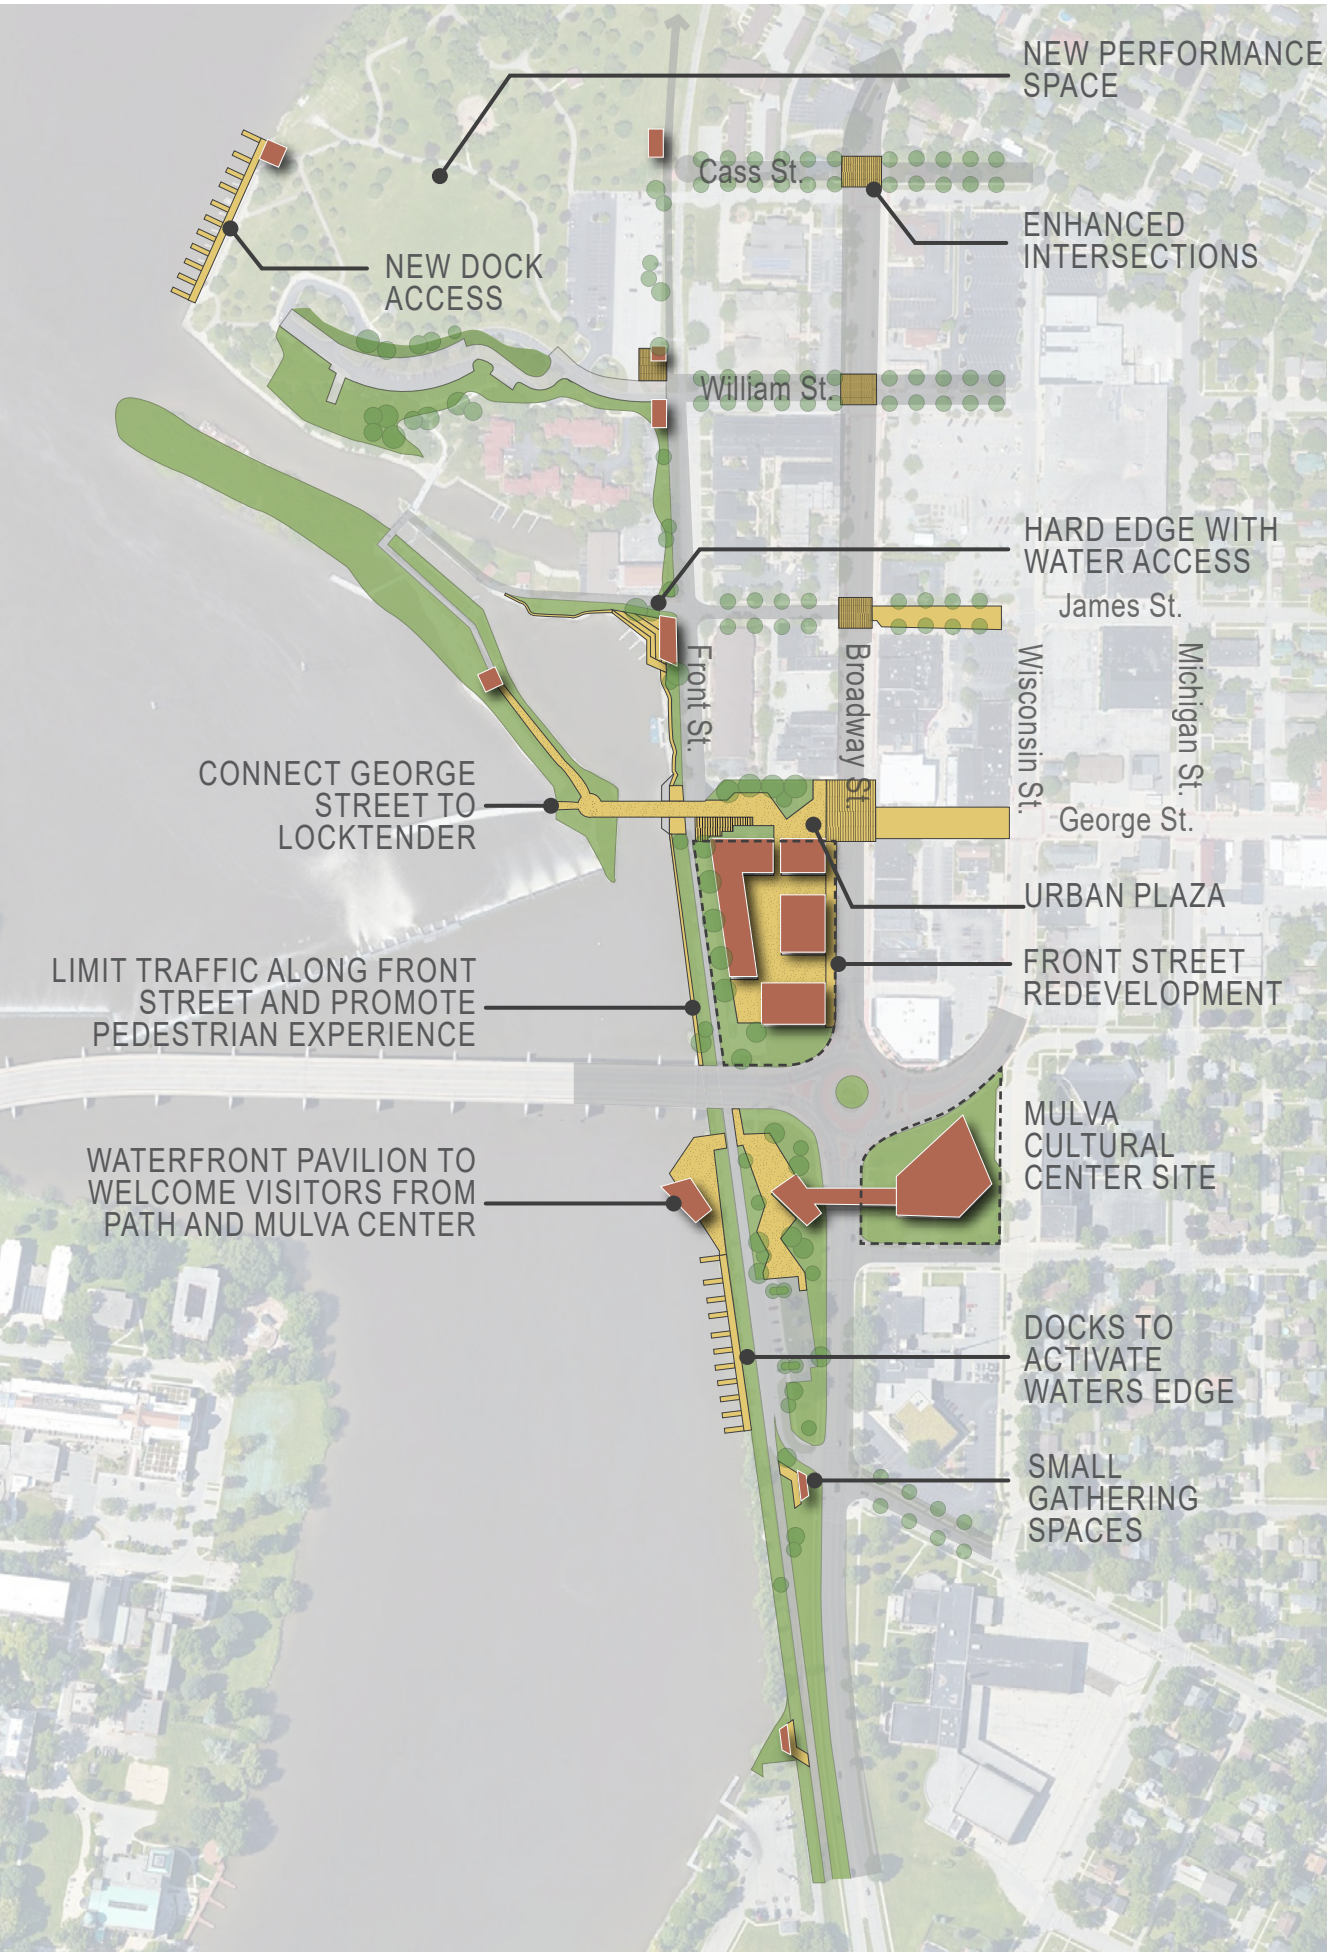 NEW PERFORMANCE
SPACE
Cass St.
ENHANCED
INTERSECTIONS
NEW DOCK
ACCESS
William St.
HARD EDGE WITH
WATER ACCESS
James St.
Front St.
Broadway St.
Wisconsin St.
Michigan St.
CONNECT GEORGE
STREET TO
LOCKTENDER
George St.
URBAN PLAZA
FRONT STREET
REDEVELOPMENT
LIMIT TRAFFIC ALONG FRONT
STREET AND PROMOTE
PEDESTRIAN EXPERIENCE
MULVA
CULTURAL
CENTER SITE
WATERFRONT PAVILION TO
WELCOME VISITORS FROM
PATH AND MULVA CENTER
DOCKS TO
ACTIVATE
WATERS EDGE
SMALL
GATHERING
SPACES